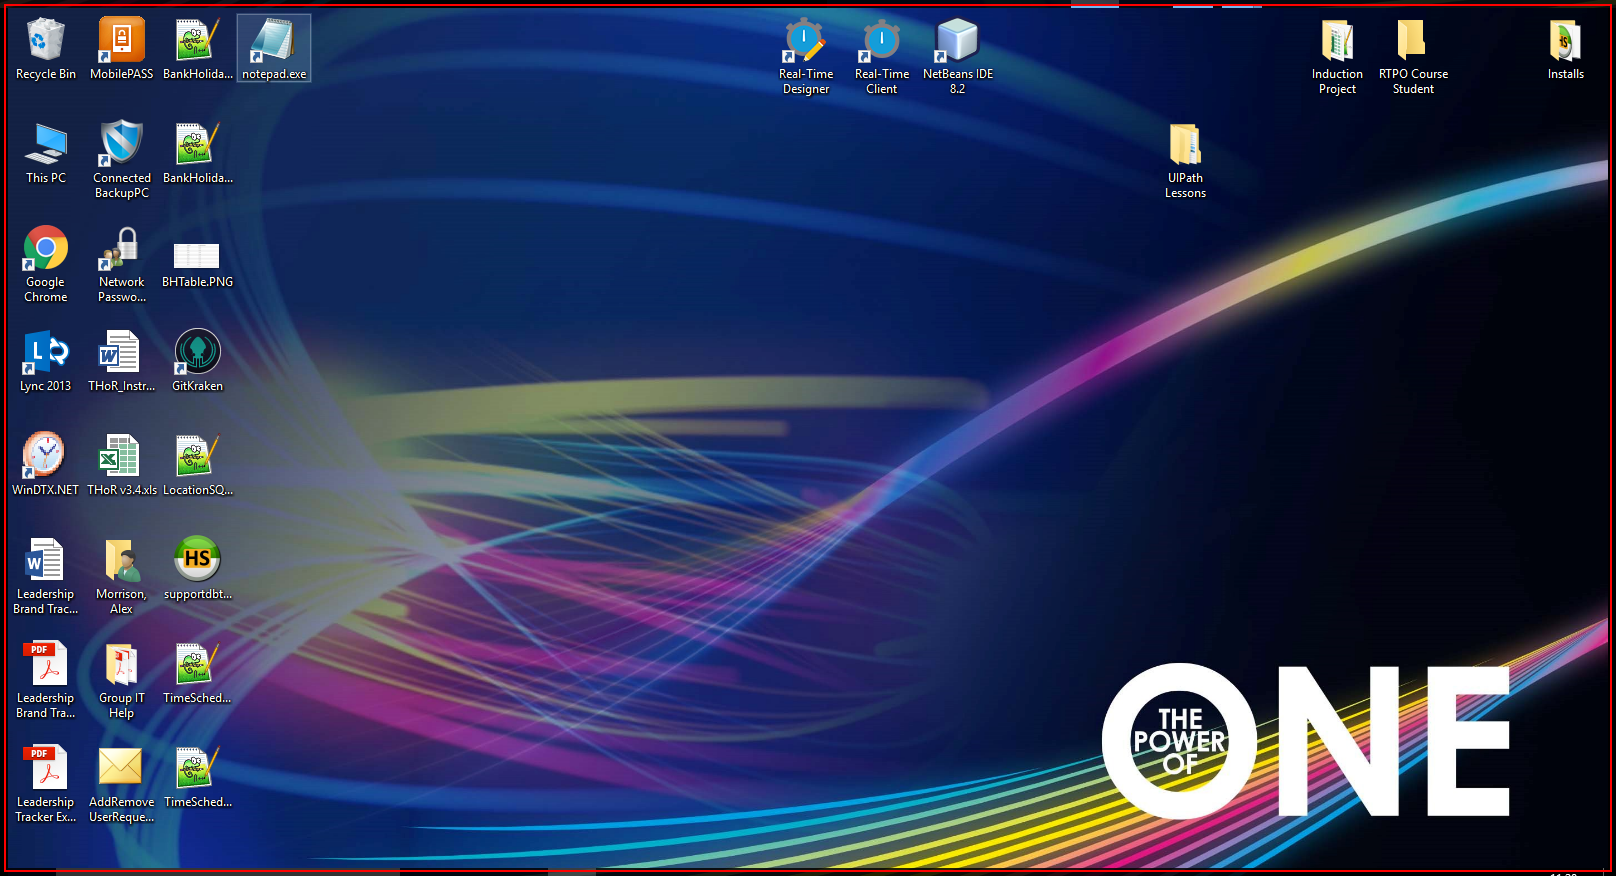 Recycle Bin
MobilePASS
BankHolida...
notepad.exe
Real-Time
Designer
Real-Time
Client
NetBeans IDE
8.2
Induction
Project
RTPO Course
Student
Installs
This PC
Connected
BackupPC
BankHolida...
UIPath
Lessons
Google
Chrome
Network
Passwo...
BHTable.PNG
Lync 2013
THoR_Instr...
GitKraken
WinDTX.NET
THoR v3.4.xls
LocationSQ...
Leadership
Brand Trac...
Morrison,
Alex
HS
supportdbt...
PDF
Leadership
Brand Tra...
Group IT
Help
TimeSched...
PDF
Leadership
Tracker Ex...
AddRemove
UserReque...
TimeSched...
THE
POWER
OF
ONE